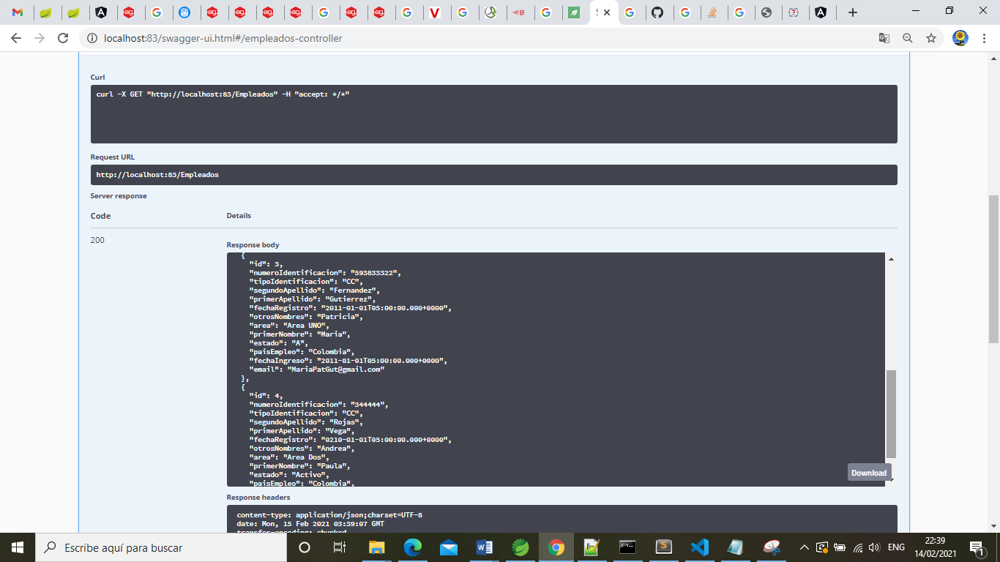 localhost:83/swagger-ui.html#/empleados-controller
Curl
curl -X GET "http://localhost:83/Empleados" -H "accept: */*"
Request URL
http://localhost:83/Empleados
Server response
Code Details
200
Response body
{
"id": 3,
"numeroIdentificacion": "593833322",
"tipoIdentificacion": "CC",
"segundoApellido": "Fernandez",
"primerApellido": "Gutierrez",
"fechaRegistro": "2011-01-01T05:00:00.000+0000",
"otrosNombres": "Patricia",
"area": "Area UNO",
"primerNombre": "Maria",
"estado": "A",
"paisEmpleo": "Colombia",
"fechaIngreso": "2011-01-01T05:00:00.000+0000",
"email": "MariaPatGut@gmail.com"
},
{
"id": 4,
"numeroIdentificacion": "344444",
"tipoIdentificacion": "CC",
"segundoApellido": "Rojas",
"primerApellido": "Vega",
"fechaRegistro": "0210-01-01T05:00:00.000+0000",
"otrosNombres": "Andrea",
"area": "Area Dos",
"primerNombre": "Paula",
"estado": "Activo",
"paisEmpleo": "Colombia",
Download
Response headers
content-type: application/json;charset=UTF-8
date: Mon, 15 Feb 2021 03:39:07 GMT
transfer-encoding: chunked
Escribe aquí para buscar
ENG
22:39
14/02/2021
1